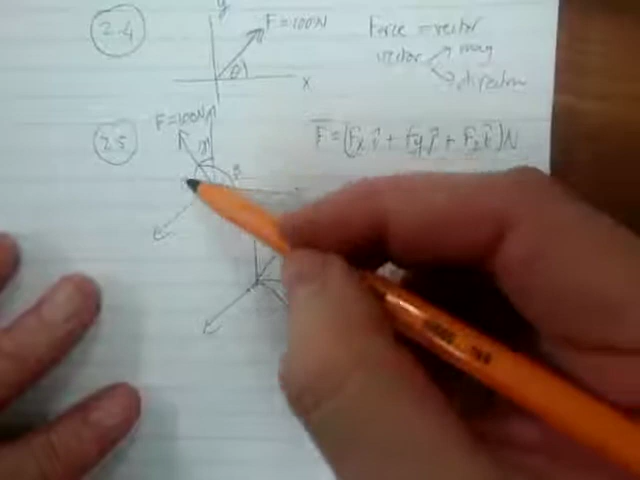 2.4
y
F=100N
θ
x
Force = vector
vector
mag
direction
2.5
F=100N
γ
β
F = (Fx i + Fy j + Fz k) N